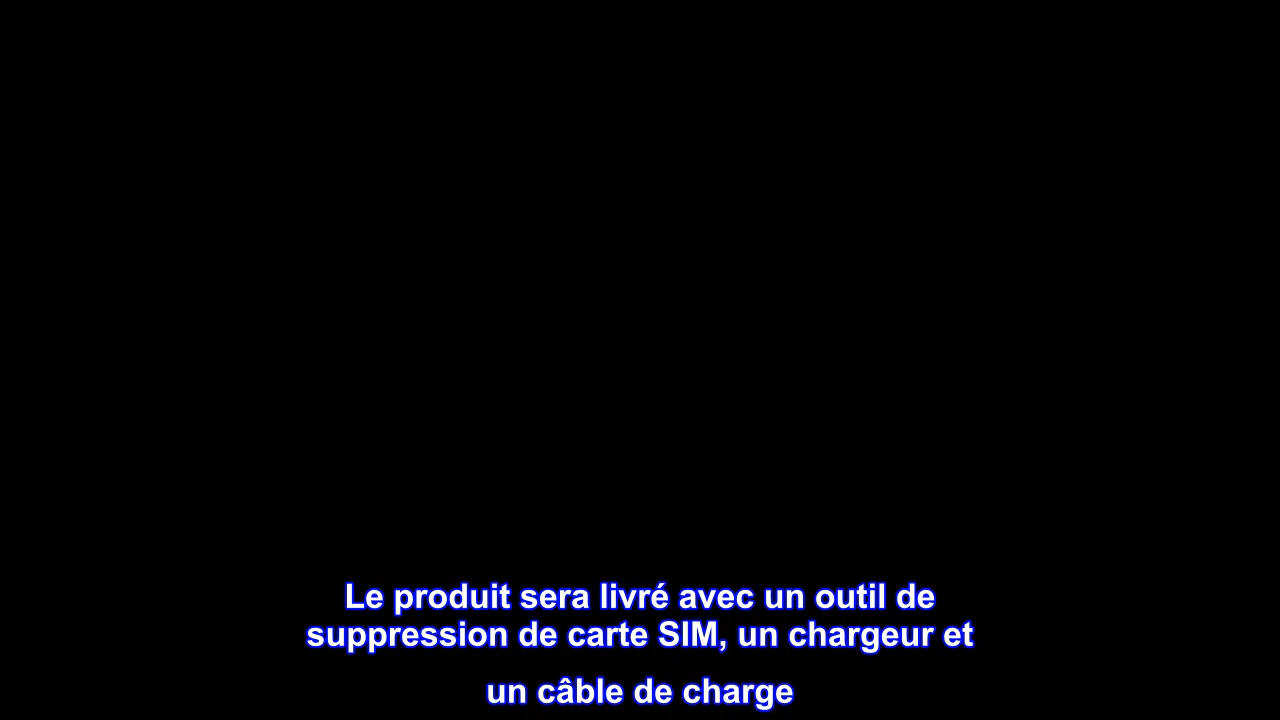 Le produit sera livré avec un outil de
suppression de carte SIM, un chargeur et
un câble de charge